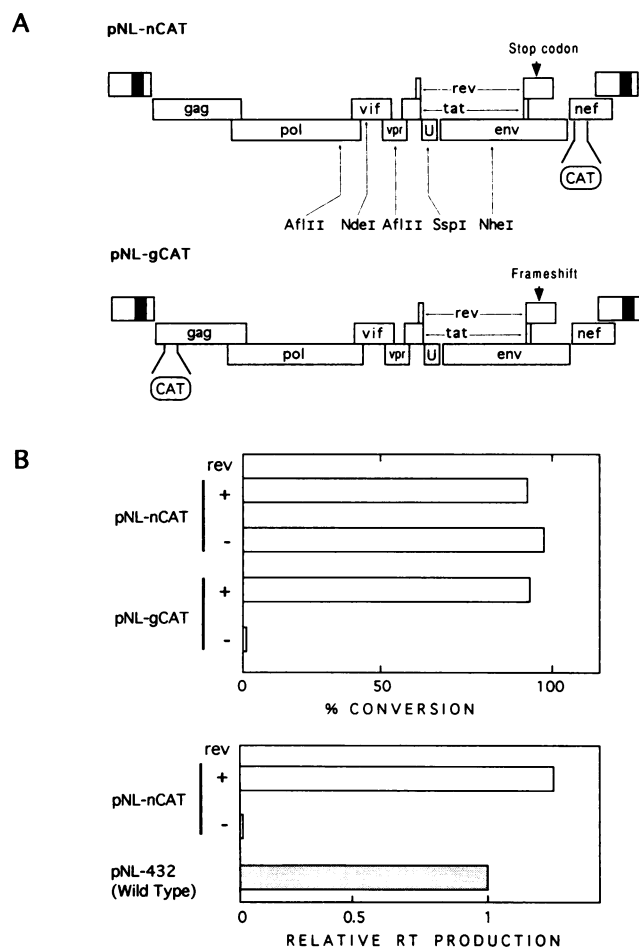 A
pNL-nCAT
Stop codon
rev
gag
vif
tat
nef
pol
vpr
U
env
CAT
AflII NdeI AflII SspI NheI
pNL-gCAT
Frameshift
rev
gag
vif
tat
nef
pol
vpr
U
env
CAT
B
rev
pNL-nCAT
+
-
pNL-gCAT
+
-
0 50 100
% CONVERSION
rev
pNL-nCAT
+
-
pNL-432
(Wild Type)
0 0.5 1
RELATIVE RT PRODUCTION